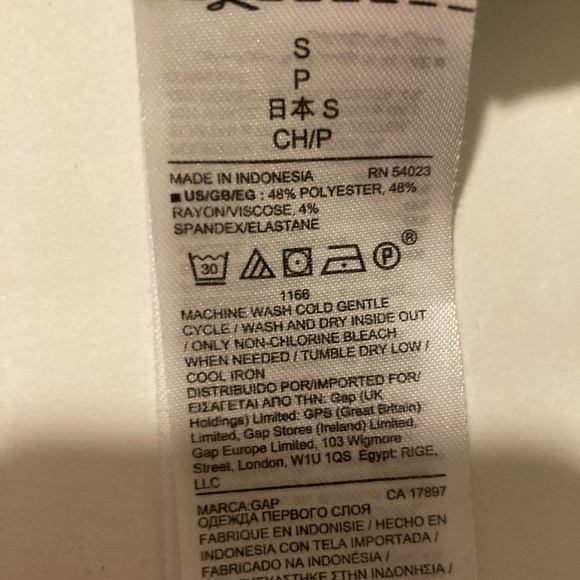 S
P
日本 S
CH/P
MADE IN INDONESIA RN 54023
■ US/GB/EG : 48% POLYESTER, 48%
RAYON/VISCOSE, 4%
SPANDEX/ELASTANE
30 P ®
1166
MACHINE WASH COLD GENTLE
CYCLE / WASH AND DRY INSIDE OUT
/ ONLY NON-CHLORINE BLEACH
WHEN NEEDED / TUMBLE DRY LOW /
COOL IRON
DISTRIBUIDO POR/IMPORTED FOR/
ΕΙΣΑΓΕΤΑΙ ΑΠΟ ΤΗΝ: Gap (UK
Holdings) Limited: GPS (Great Britain)
Limited, Gap Stores (Ireland) Limited,
Gap Europe Limited, 103 Wigmore
Street, London, W1U 1QS Egypt: RIGE,
LLC
MARCA:GAP CA 17897
ОДЕЖДА ПЕРВОГО СЛОЯ
FABRIQUE EN INDONISIE / HECHO EN
INDONESIA CON TELA IMPORTADA /
FABRICADO NA INDONÉSIA /
ΣΤΗΝ ΙΝΔΟΝΗΣΙΑ /